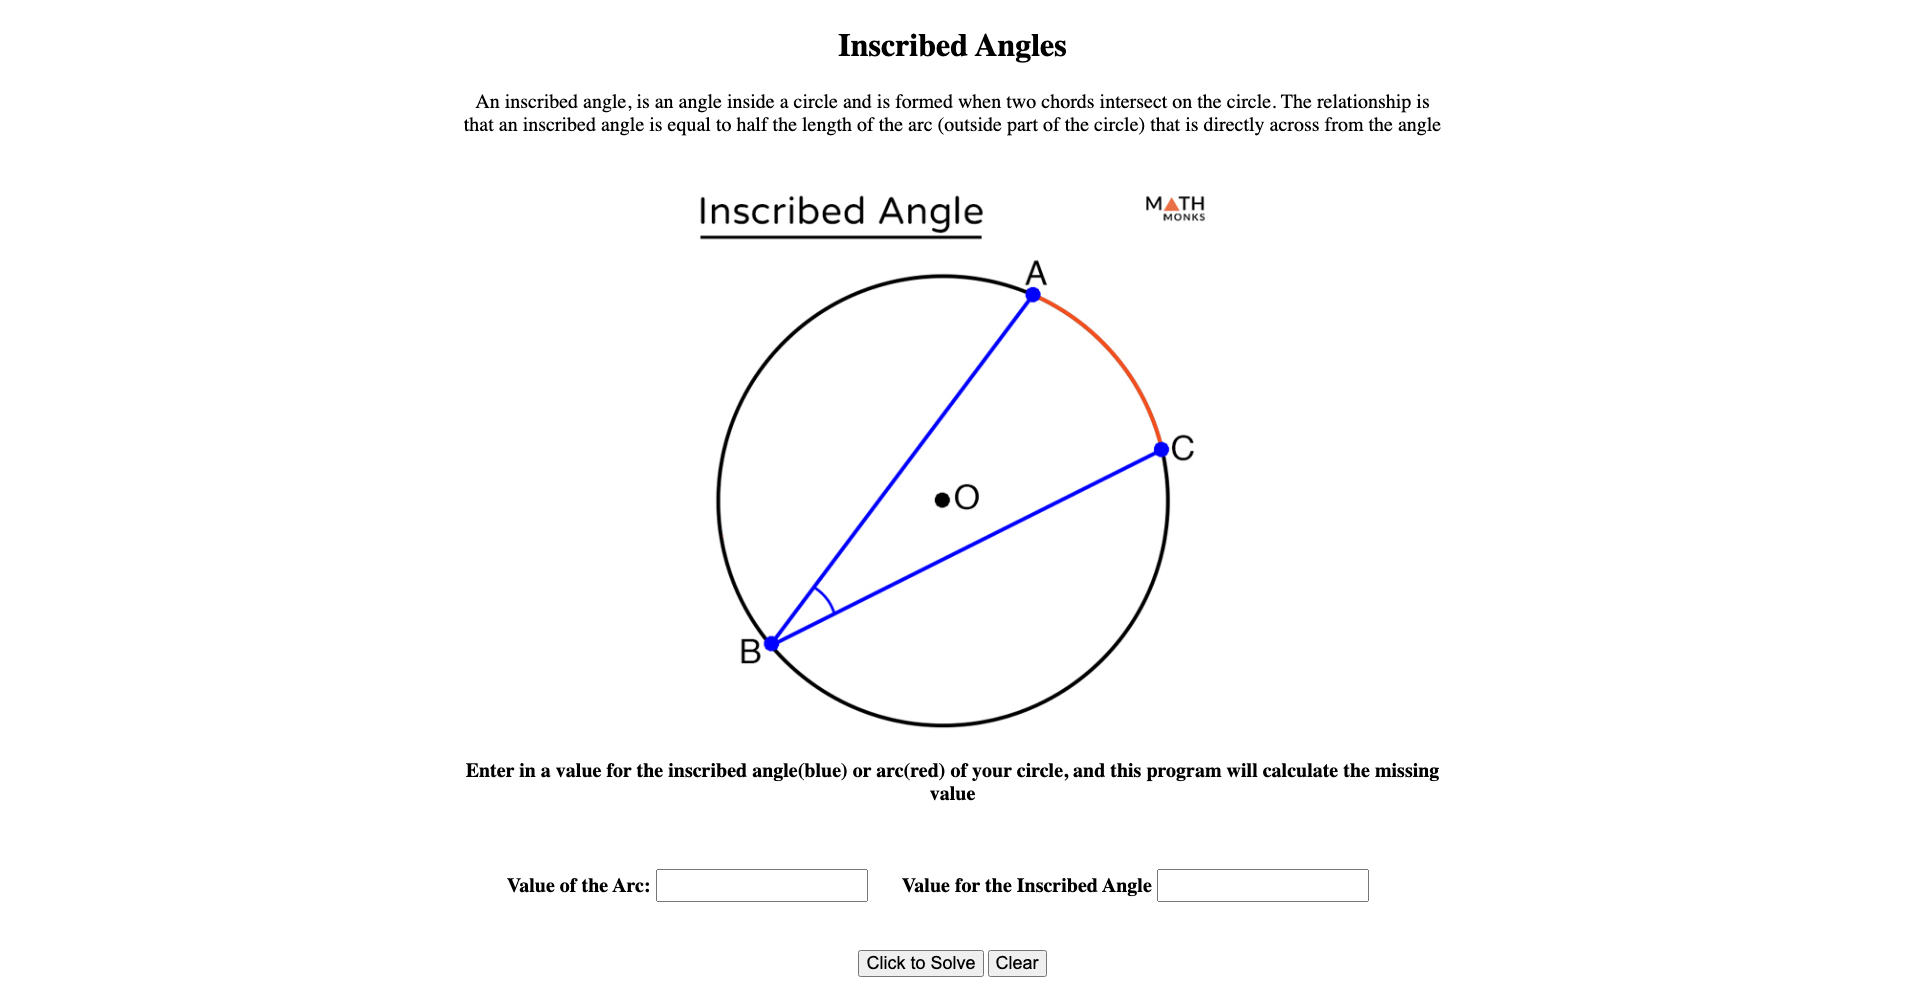 Inscribed Angles
An inscribed angle, is an angle inside a circle and is formed when two chords intersect on the circle. The relationship is
that an inscribed angle is equal to half the length of the arc (outside part of the circle) that is directly across from the angle
Inscribed Angle
MATH
MONKS
A
C
O
B
Enter in a value for the inscribed angle(blue) or arc(red) of your circle, and this program will calculate the missing
value
Value of the Arc: Value for the Inscribed Angle
Click to Solve Clear